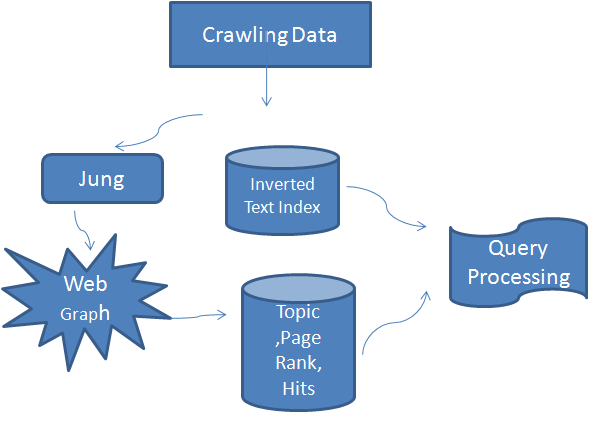 Crawling Data
Jung
Inverted
Text Index
Query
Processing
Web
Graph
Topic
,Page
Rank,
Hits